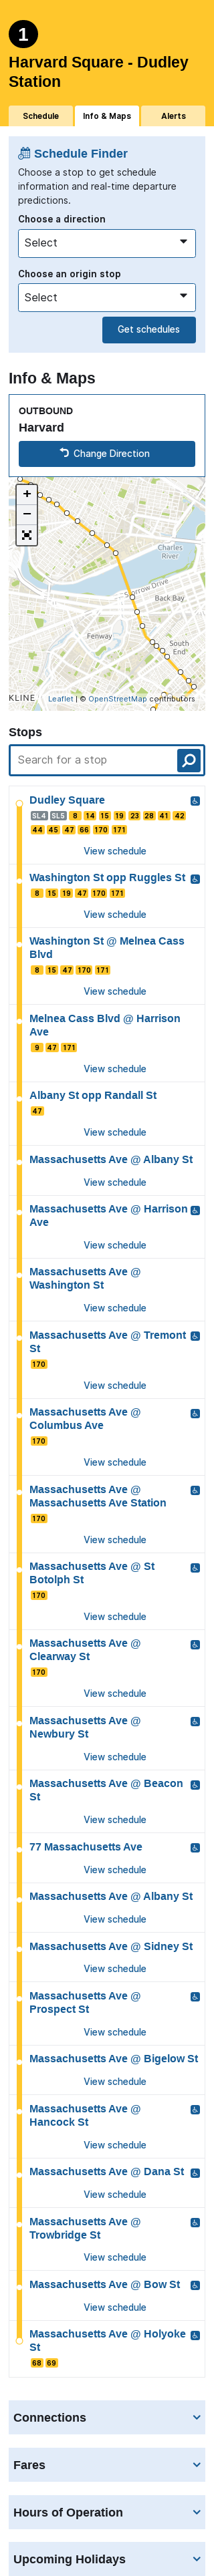 1
Harvard Square - Dudley
Station
Schedule
Info & Maps
Alerts
Schedule Finder
Choose a stop to get schedule
information and real-time departure
predictions.
Choose a direction
Select
Choose an origin stop
Select
Get schedules
Info & Maps
OUTBOUND
Harvard
Change Direction
+
−
Charles
River
Storrow Drive
Back Bay
Fenway
South
End
KLINE
Leaflet | © OpenStreetMap contributors
Stops
Search for a stop
Dudley Square
SL4 SL5 8 14 15 19 23 28 41 42
44 45 47 66 170 171
View schedule
Washington St opp Ruggles St
8 15 19 47 170 171
View schedule
Washington St @ Melnea Cass
Blvd
8 15 47 170 171
View schedule
Melnea Cass Blvd @ Harrison
Ave
9 47 171
View schedule
Albany St opp Randall St
47
View schedule
Massachusetts Ave @ Albany St
View schedule
Massachusetts Ave @ Harrison
Ave
View schedule
Massachusetts Ave @
Washington St
View schedule
Massachusetts Ave @ Tremont
St
170
View schedule
Massachusetts Ave @
Columbus Ave
170
View schedule
Massachusetts Ave @
Massachusetts Ave Station
170
View schedule
Massachusetts Ave @ St
Botolph St
170
View schedule
Massachusetts Ave @
Clearway St
170
View schedule
Massachusetts Ave @
Newbury St
View schedule
Massachusetts Ave @ Beacon
St
View schedule
77 Massachusetts Ave
View schedule
Massachusetts Ave @ Albany St
View schedule
Massachusetts Ave @ Sidney St
View schedule
Massachusetts Ave @
Prospect St
View schedule
Massachusetts Ave @ Bigelow St
View schedule
Massachusetts Ave @
Hancock St
View schedule
Massachusetts Ave @ Dana St
View schedule
Massachusetts Ave @
Trowbridge St
View schedule
Massachusetts Ave @ Bow St
View schedule
Massachusetts Ave @ Holyoke
St
68 69
Connections
Fares
Hours of Operation
Upcoming Holidays